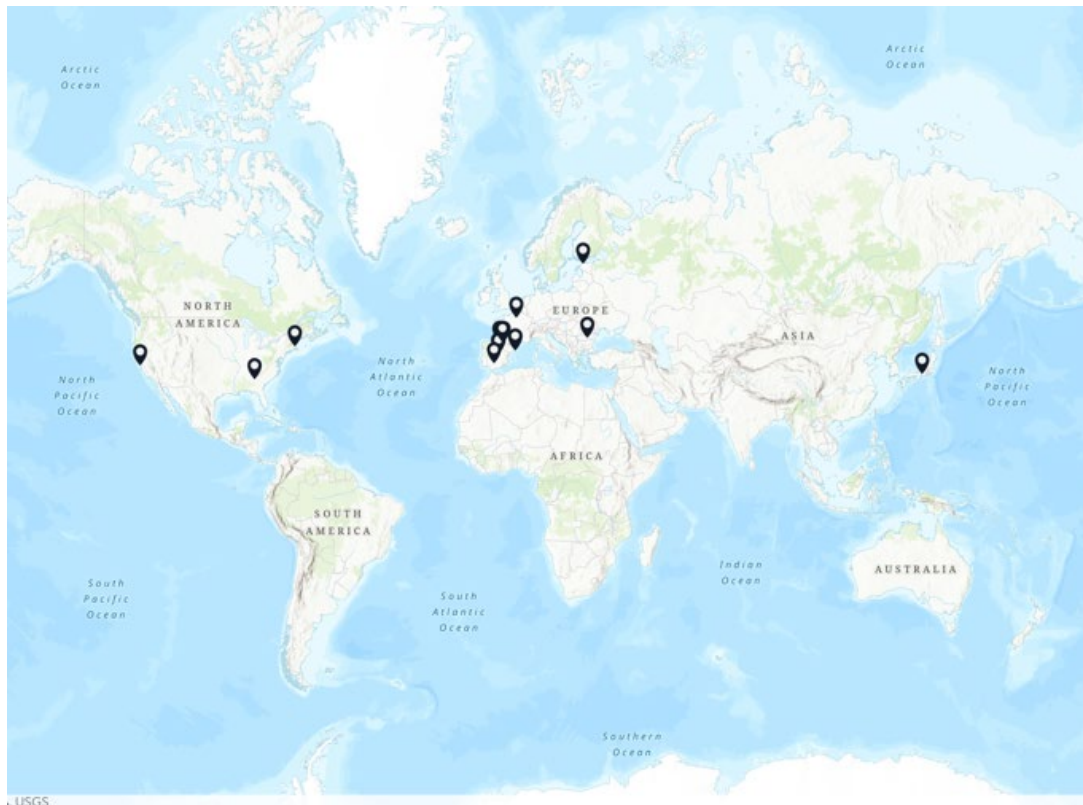 Arctic
Ocean
Arctic
Ocean
NORTH
AMERICA
EUROPE
ASIA
North
Pacific
Ocean
North
Atlantic
Ocean
North
Pacific
Ocean
AFRICA
SOUTH
AMERICA
Indian
Ocean
AUSTRALIA
South
Pacific
Ocean
South
Atlantic
Ocean
Southern
Ocean
USGS